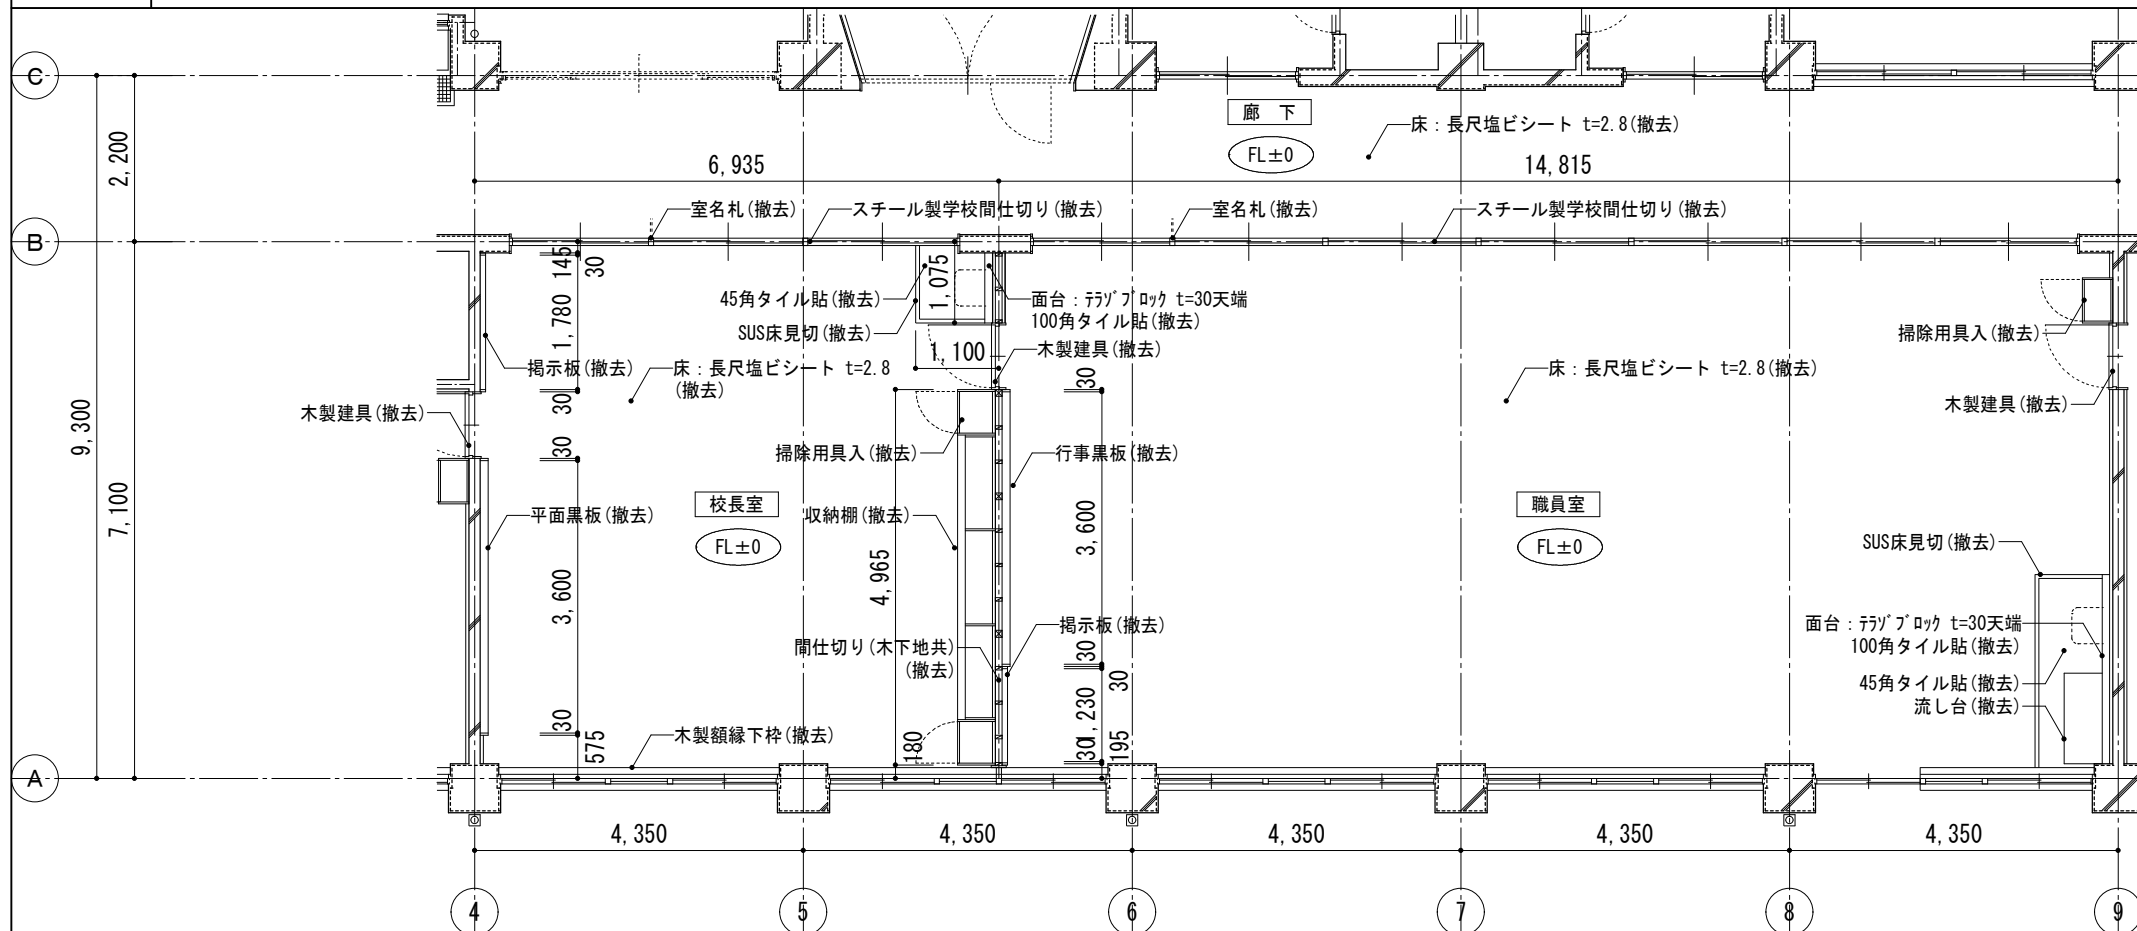 C
廊 下
床：長尺塩ビシート t=2.8(撤去)
FL±0
2,200
6,935
14,815
室名札(撤去)
スチール製学校間仕切り(撤去)
室名札(撤去)
スチール製学校間仕切り(撤去)
B
145
30
1,780
1,075
45角タイル貼(撤去)
SUS床見切(撤去)
面台：ﾃﾗｿﾞﾌﾞﾛｯｸ t=30天端
100角タイル貼(撤去)
掃除用具入(撤去)
1,100
木製建具(撤去)
掲示板(撤去)
床：長尺塩ビシート t=2.8
(撤去)
30
床：長尺塩ビシート t=2.8(撤去)
木製建具(撤去)
木製建具(撤去)
9,300
30
30
掃除用具入(撤去)
行事黒板(撤去)
7,100
平面黒板(撤去)
校長室
FL±0
収納棚(撤去)
3,600
職員室
FL±0
SUS床見切(撤去)
3,600
4,965
掲示板(撤去)
間仕切り(木下地共)
(撤去)
30
30
1,230
面台：ﾃﾗｿﾞﾌﾞﾛｯｸ t=30天端
100角タイル貼(撤去)
45角タイル貼(撤去)
流し台(撤去)
30
575
木製額縁下枠(撤去)
180
30
195
A
4,350
4,350
4,350
4,350
4,350
4
5
6
7
8
9